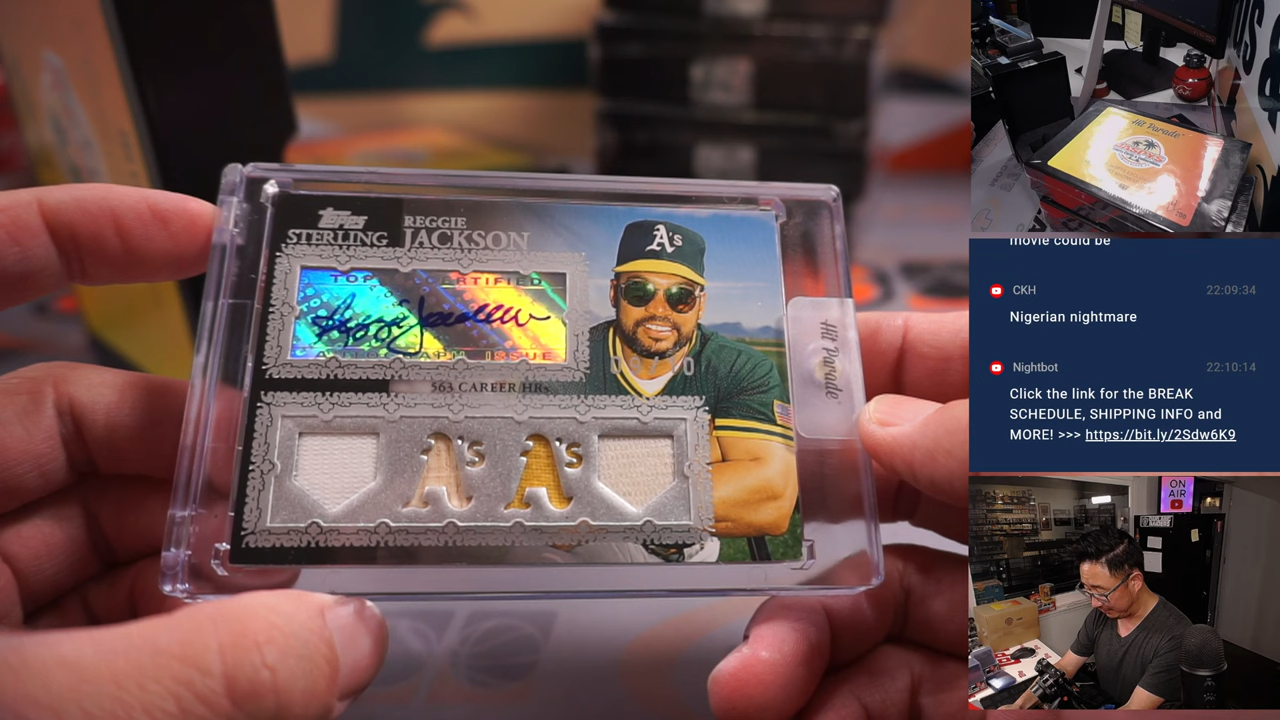 TOPPS
STERLING
REGGIE
JACKSON
TOPPS CERTIFIED
Reggie Jackson
AUTOGRAPH ISSUE
563 CAREER HRs
A's
A's
A's
Hit Parade
Hit Parade
movie could be
CKH 22:09:34
Nigerian nightmare
Nightbot 22:10:14
Click the link for the BREAK
SCHEDULE, SHIPPING INFO and
MORE! >>> https://bit.ly/2Sdw6K9
ON
AIR